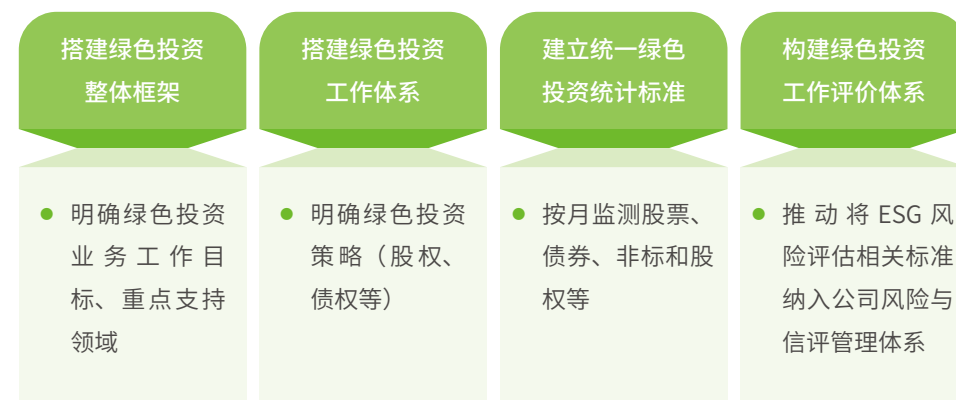 搭建绿色投资
整体框架
明确绿色投资
业务工作目
标、重点支持
领域
搭建绿色投资
工作体系
明确绿色投资
策略（股权、
债权等）
建立统一绿色
投资统计标准
按月监测股票、
债券、非标和股
权等
构建绿色投资
工作评价体系
推动将 ESG 风
险评估相关标准
纳入公司风险与
信评管理体系